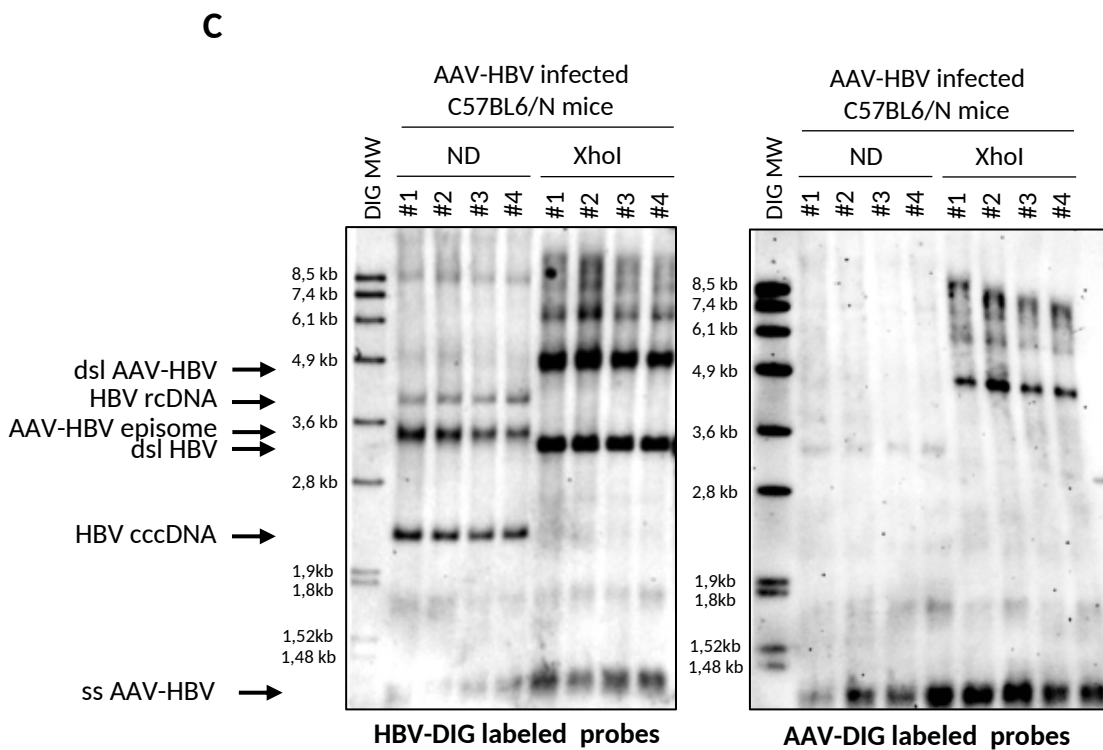 C
AAV-HBV infected
C57BL6/N mice
ND
XhoI
DIG MW
#1
#2
#3
#4
#1
#2
#3
#4
8,5 kb
7,4 kb
6,1 kb
4,9 kb
3,6 kb
2,8 kb
1,9kb
1,8kb
1,52kb
1,48 kb
dsl AAV-HBV
HBV rcDNA
AAV-HBV episome
dsl HBV
HBV cccDNA
ss AAV-HBV
HBV-DIG labeled probes
AAV-HBV infected
C57BL6/N mice
ND
XhoI
DIG MW
#1
#2
#3
#4
#1
#2
#3
#4
8,5 kb
7,4 kb
6,1 kb
4,9 kb
3,6 kb
2,8 kb
1,9kb
1,8kb
1,52kb
1,48 kb
AAV-DIG labeled probes